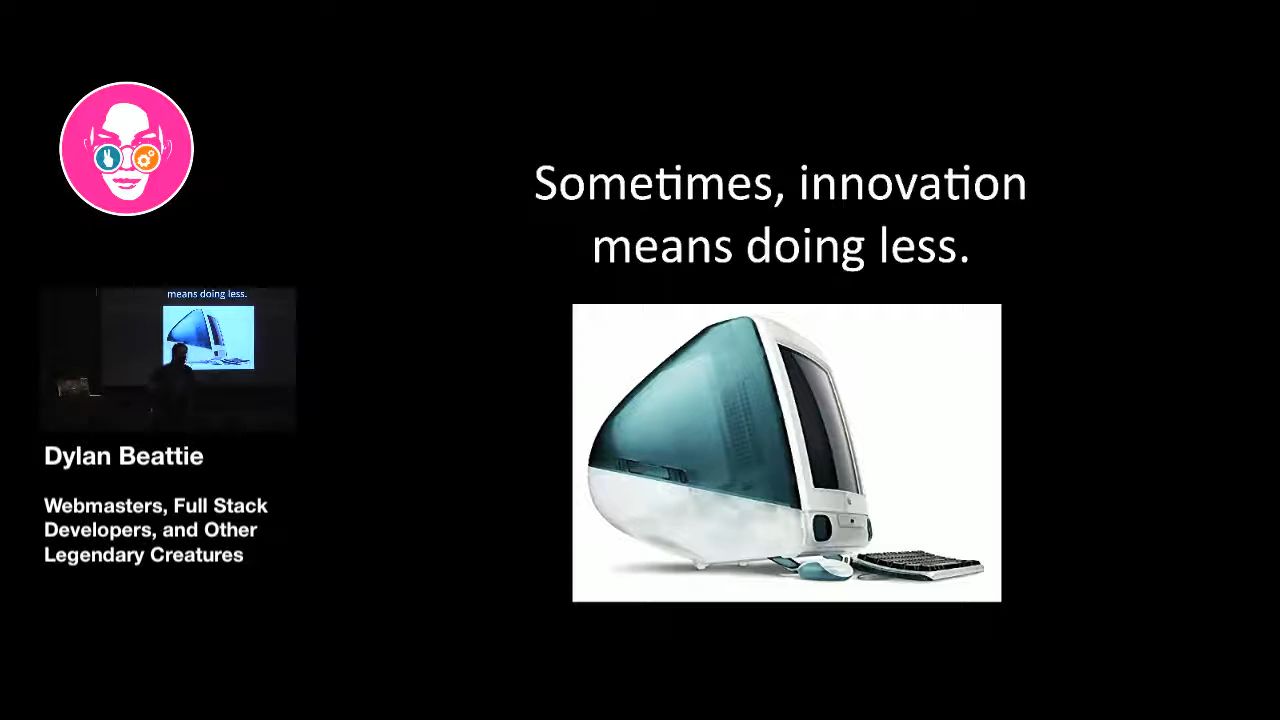 Sometimes, innovation
means doing less.
means doing less.
Dylan Beattie
Webmasters, Full Stack
Developers, and Other
Legendary Creatures